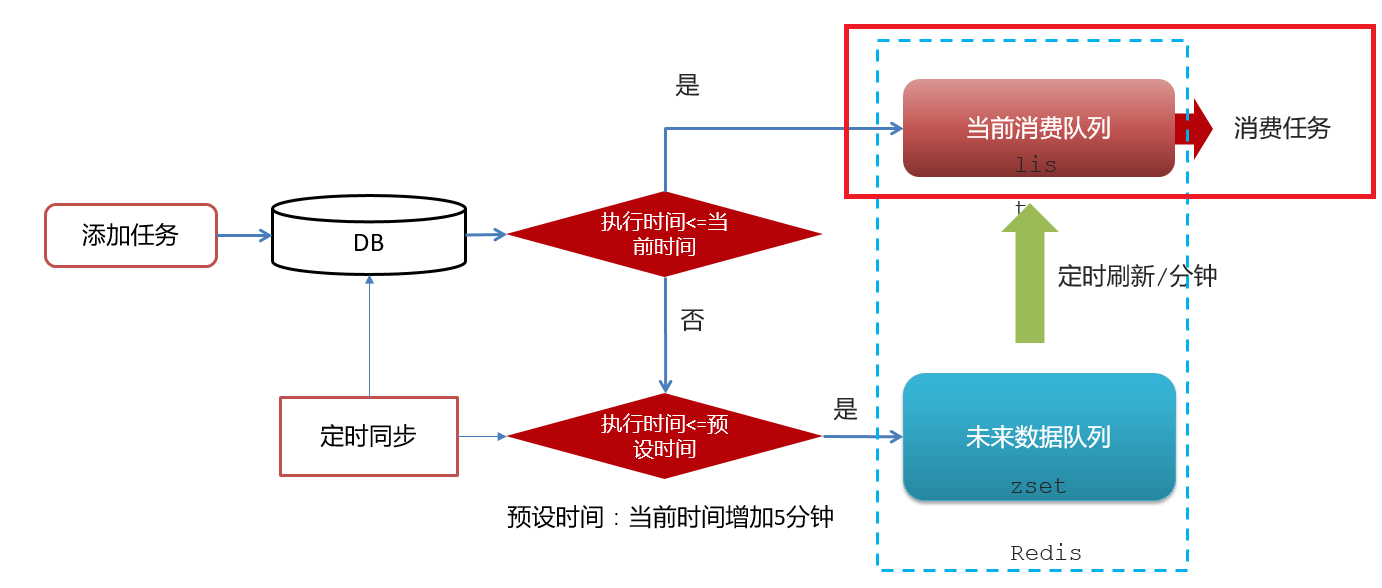 是
当前消费队列
lis
t
消费任务
添加任务
DB
执行时间<=当
前时间
定时刷新/分钟
否
定时同步
执行时间<=预
设时间
是
未来数据队列
zset
预设时间：当前时间增加5分钟
Redis